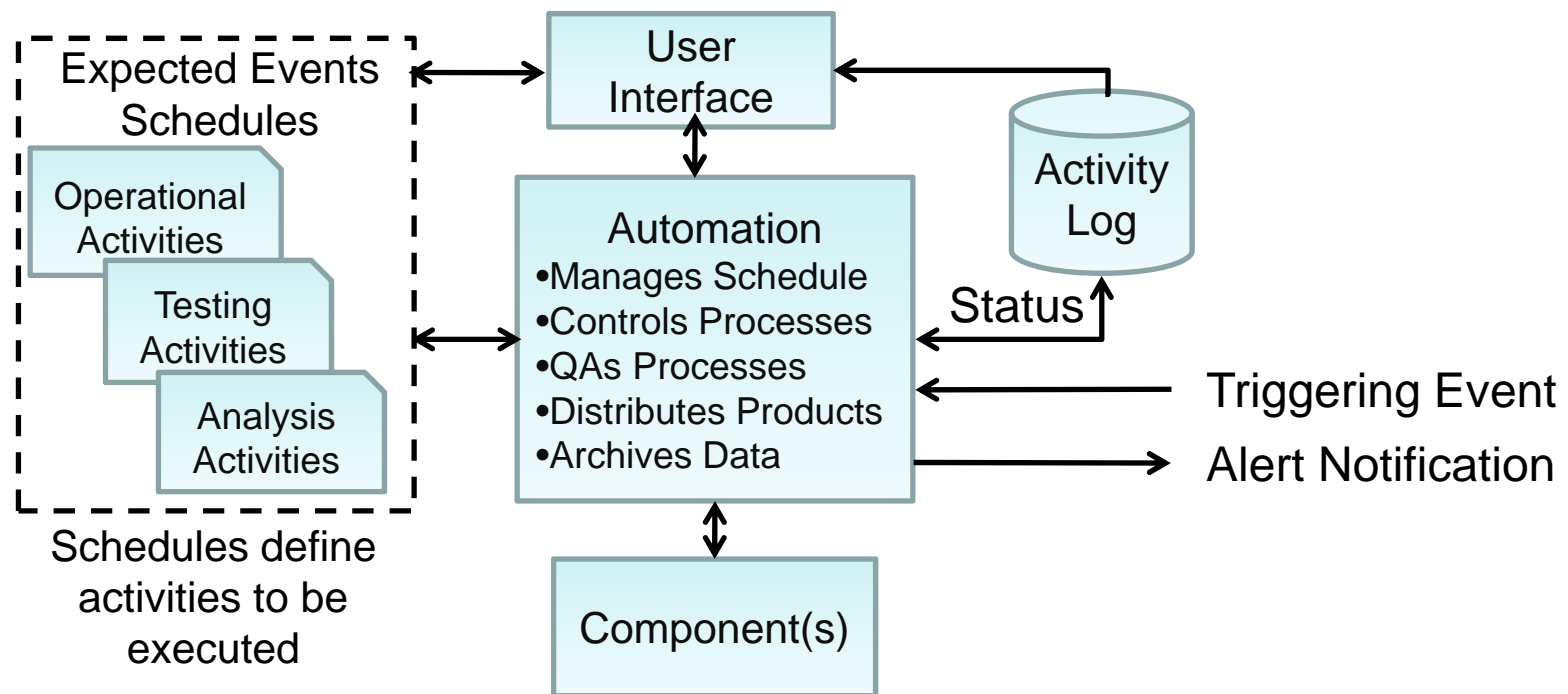 Expected Events
Schedules
Operational
Activities
Testing
Activities
Analysis
Activities
Schedules define
activities to be
executed
User
Interface
Automation
•Manages Schedule
•Controls Processes
•QAs Processes
•Distributes Products
•Archives Data
Component(s)
Activity
Log
Status
Triggering Event
Alert Notification